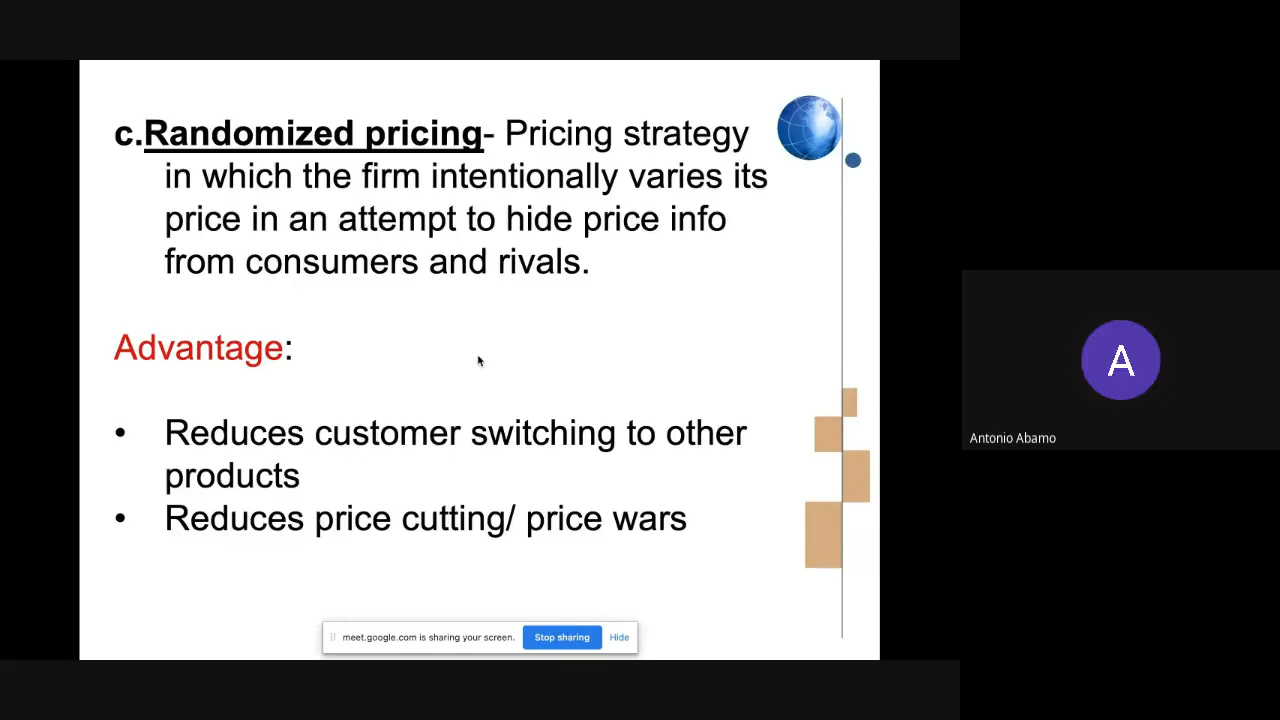 c.Randomized pricing- Pricing strategy
in which the firm intentionally varies its
price in an attempt to hide price info
from consumers and rivals.
Advantage:
• Reduces customer switching to other
products
• Reduces price cutting/ price wars
meet.google.com is sharing your screen. Stop sharing Hide
A
Antonio Abamo